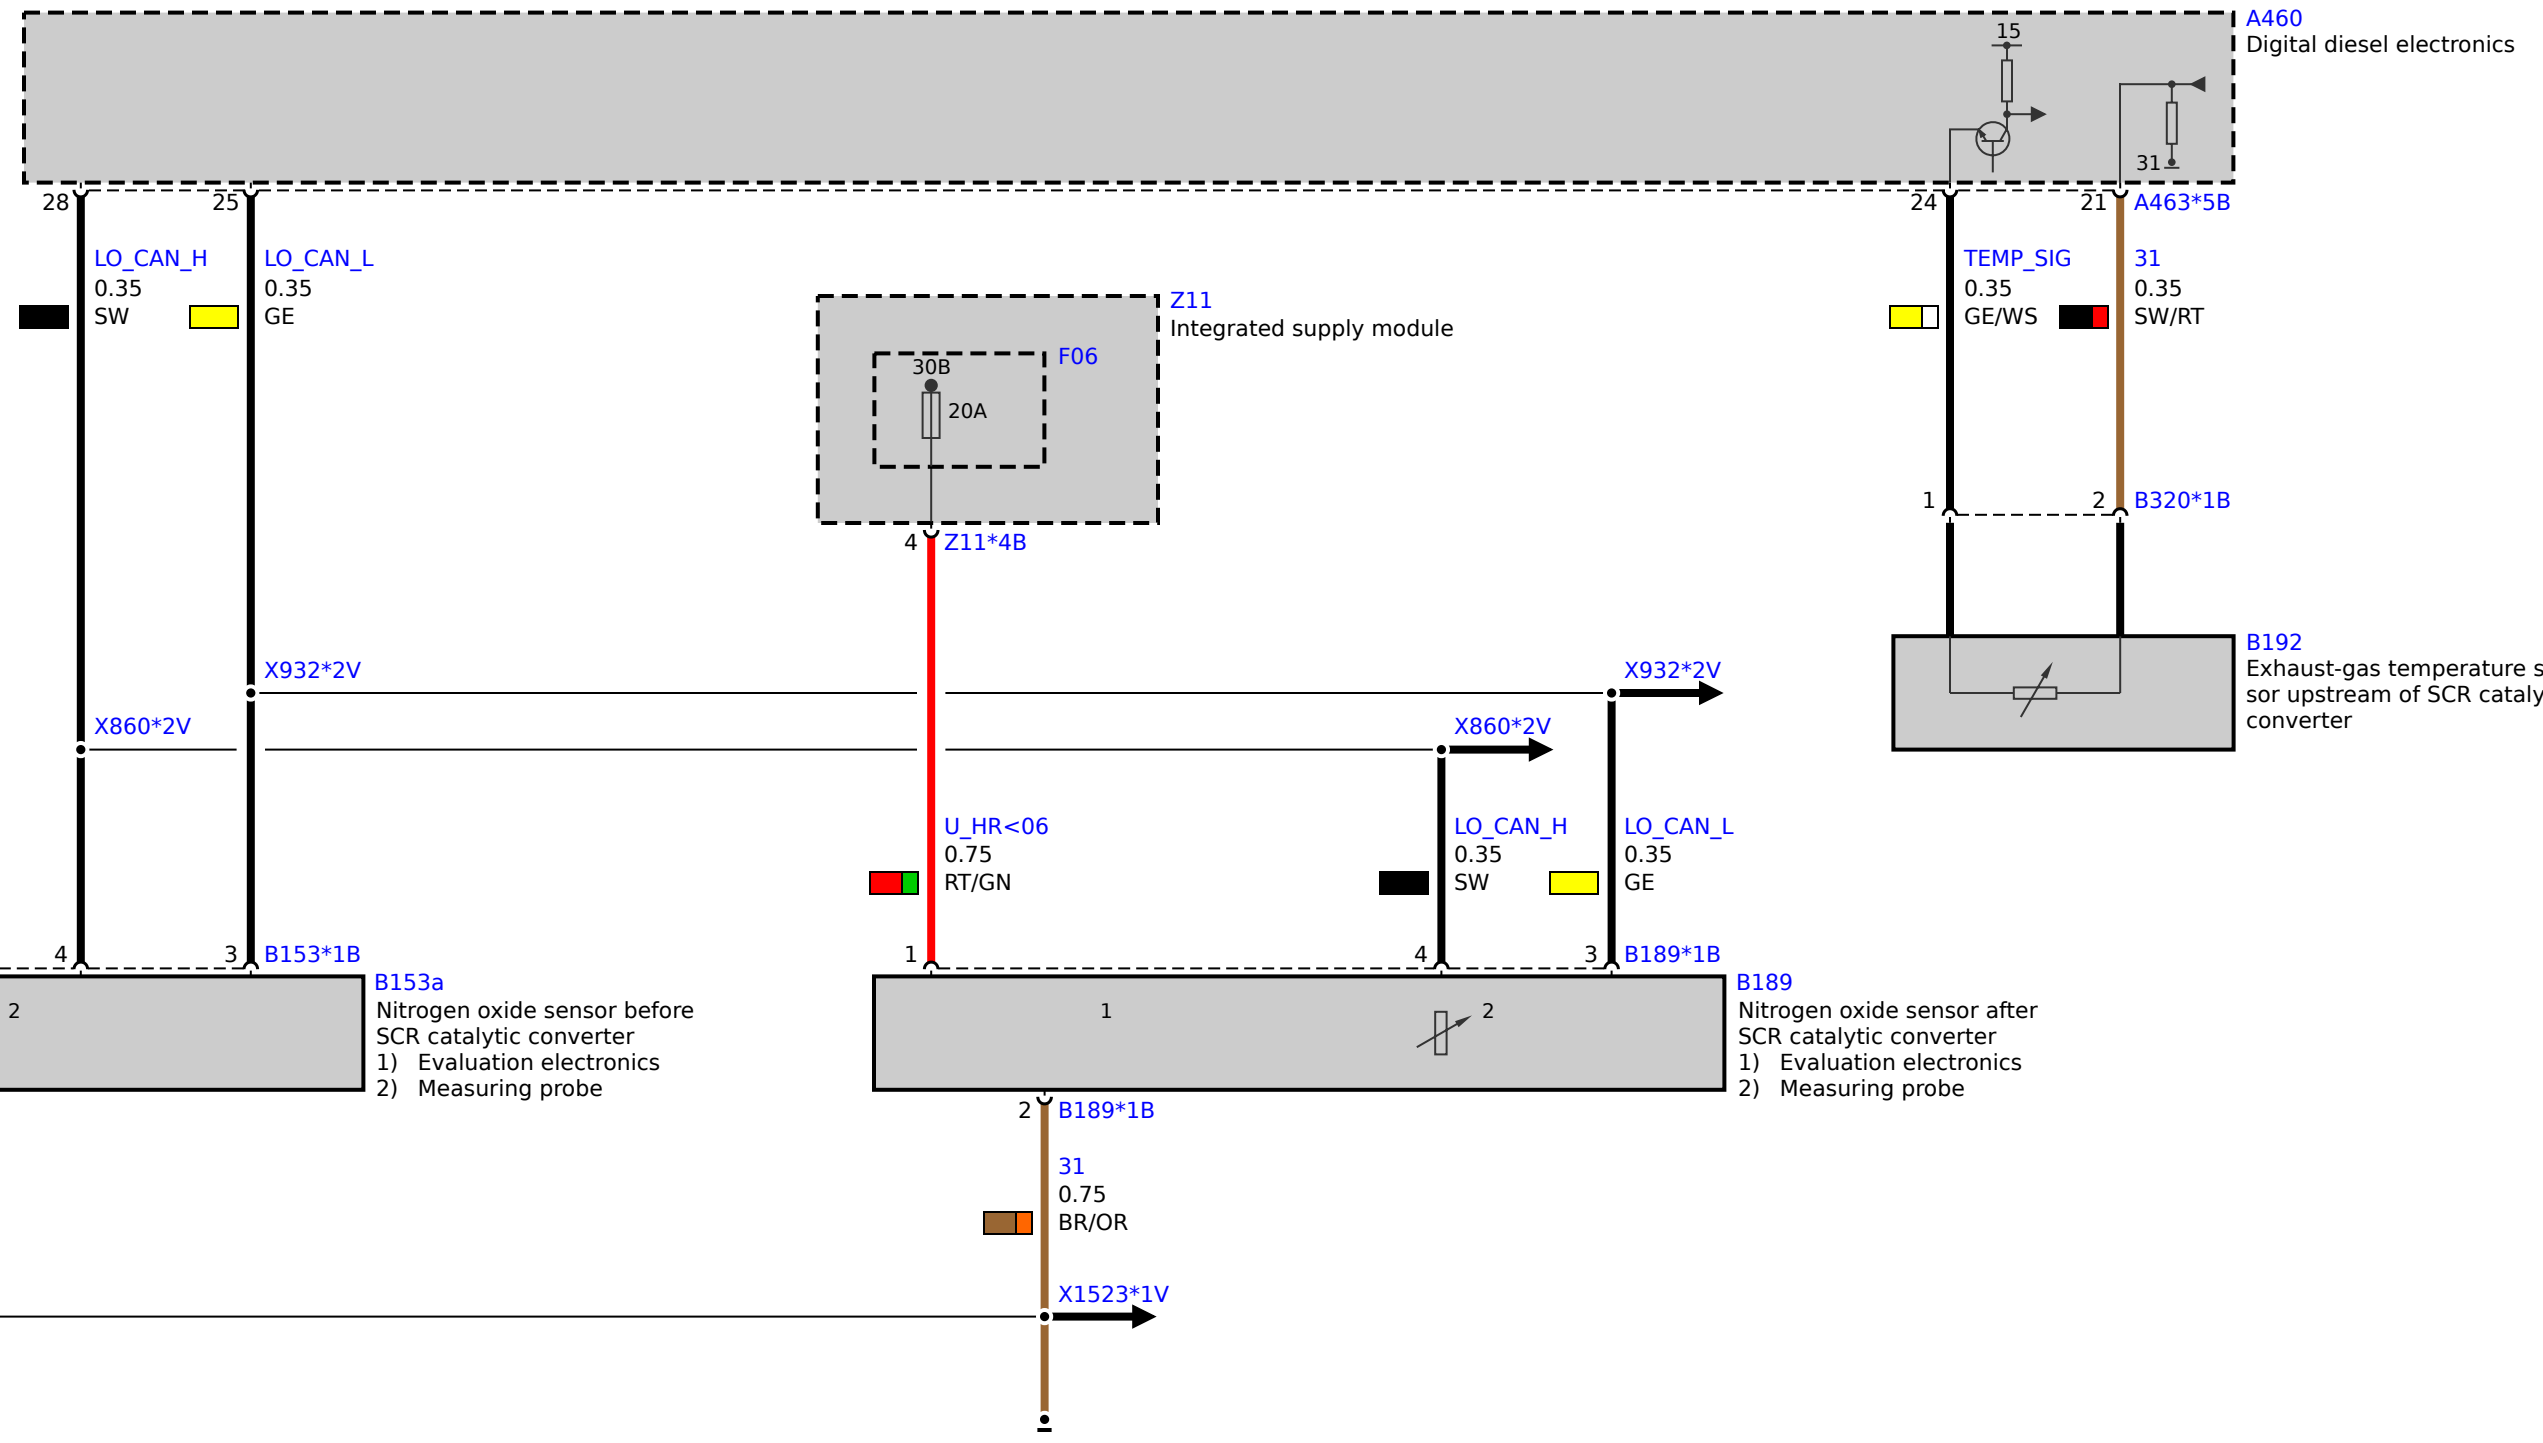 A460
Digital diesel electronics
15
31
28
25
24
21
A463*5B
LO_CAN_H
0.35
SW
LO_CAN_L
0.35
GE
TEMP_SIG
0.35
GE/WS
31
0.35
SW/RT
Z11
Integrated supply module
F06
30B
20A
4
Z11*4B
1
2
B320*1B
B192
Exhaust-gas temperature s
sor upstream of SCR cataly
converter
X932*2V
X932*2V
X860*2V
X860*2V
U_HR<06
0.75
RT/GN
LO_CAN_H
0.35
SW
LO_CAN_L
0.35
GE
4
3
B153*1B
1
4
3
B189*1B
2
B153a
Nitrogen oxide sensor before
SCR catalytic converter
1) Evaluation electronics
2) Measuring probe
1
2
B189
Nitrogen oxide sensor after
SCR catalytic converter
1) Evaluation electronics
2) Measuring probe
2
B189*1B
31
0.75
BR/OR
X1523*1V